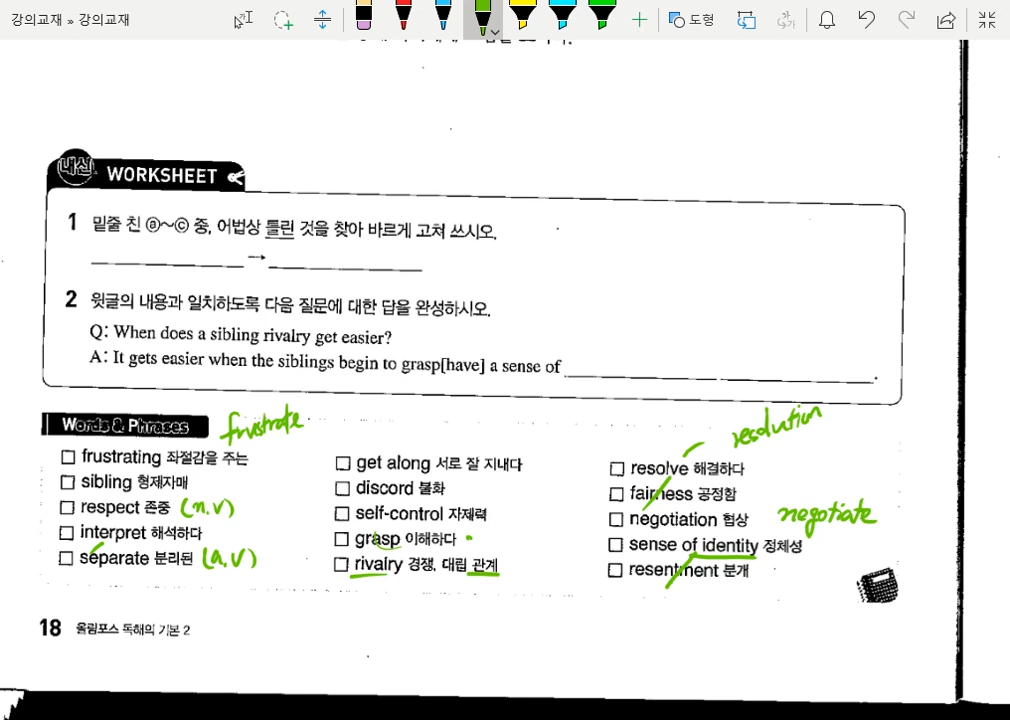 강의교재 » 강의교재
도형
내신 WORKSHEET
1 밑줄 친 ⓐ~ⓒ 중, 어법상 틀린 것을 찾아 바르게 고쳐 쓰시오.
→
2 윗글의 내용과 일치하도록 다음 질문에 대한 답을 완성하시오.
Q: When does a sibling rivalry get easier?
A: It gets easier when the siblings begin to grasp[have] a sense of .
Words & Phrases frustrate
resolution
frustrating 좌절감을 주는
sibling 형제자매
respect 존중 (n, v)
interpret 해석하다
separate 분리된 (a, v)
get along 서로 잘 지내다
discord 불화
self-control 자제력
grasp 이해하다
rivalry 경쟁, 대립 관계
resolve 해결하다
fairness 공정함
negotiation 협상 negotiate
sense of identity 정체성
resentment 분개
18 올림포스 독해의 기본 2